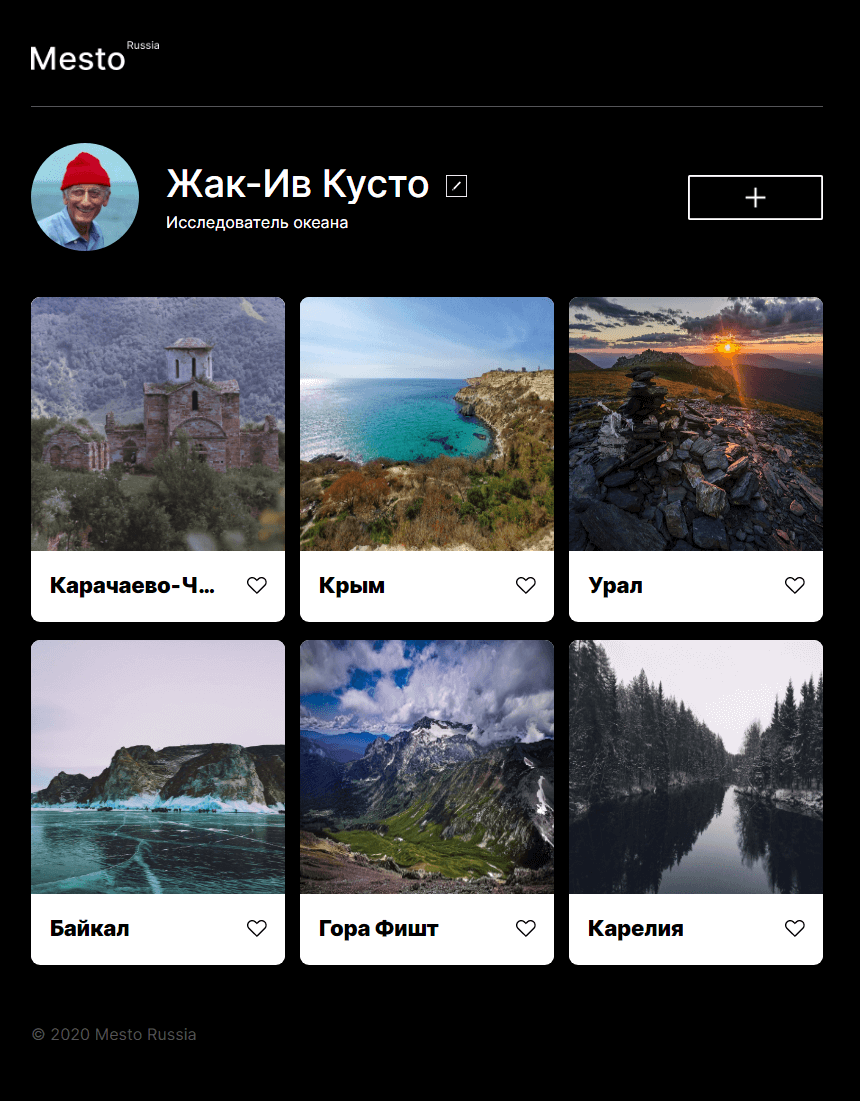 Mesto Russia
Жак-Ив Кусто
Исследователь океана
Карачаево-Ч...
Крым
Урал
Байкал
Гора Фишт
Карелия
© 2020 Mesto Russia